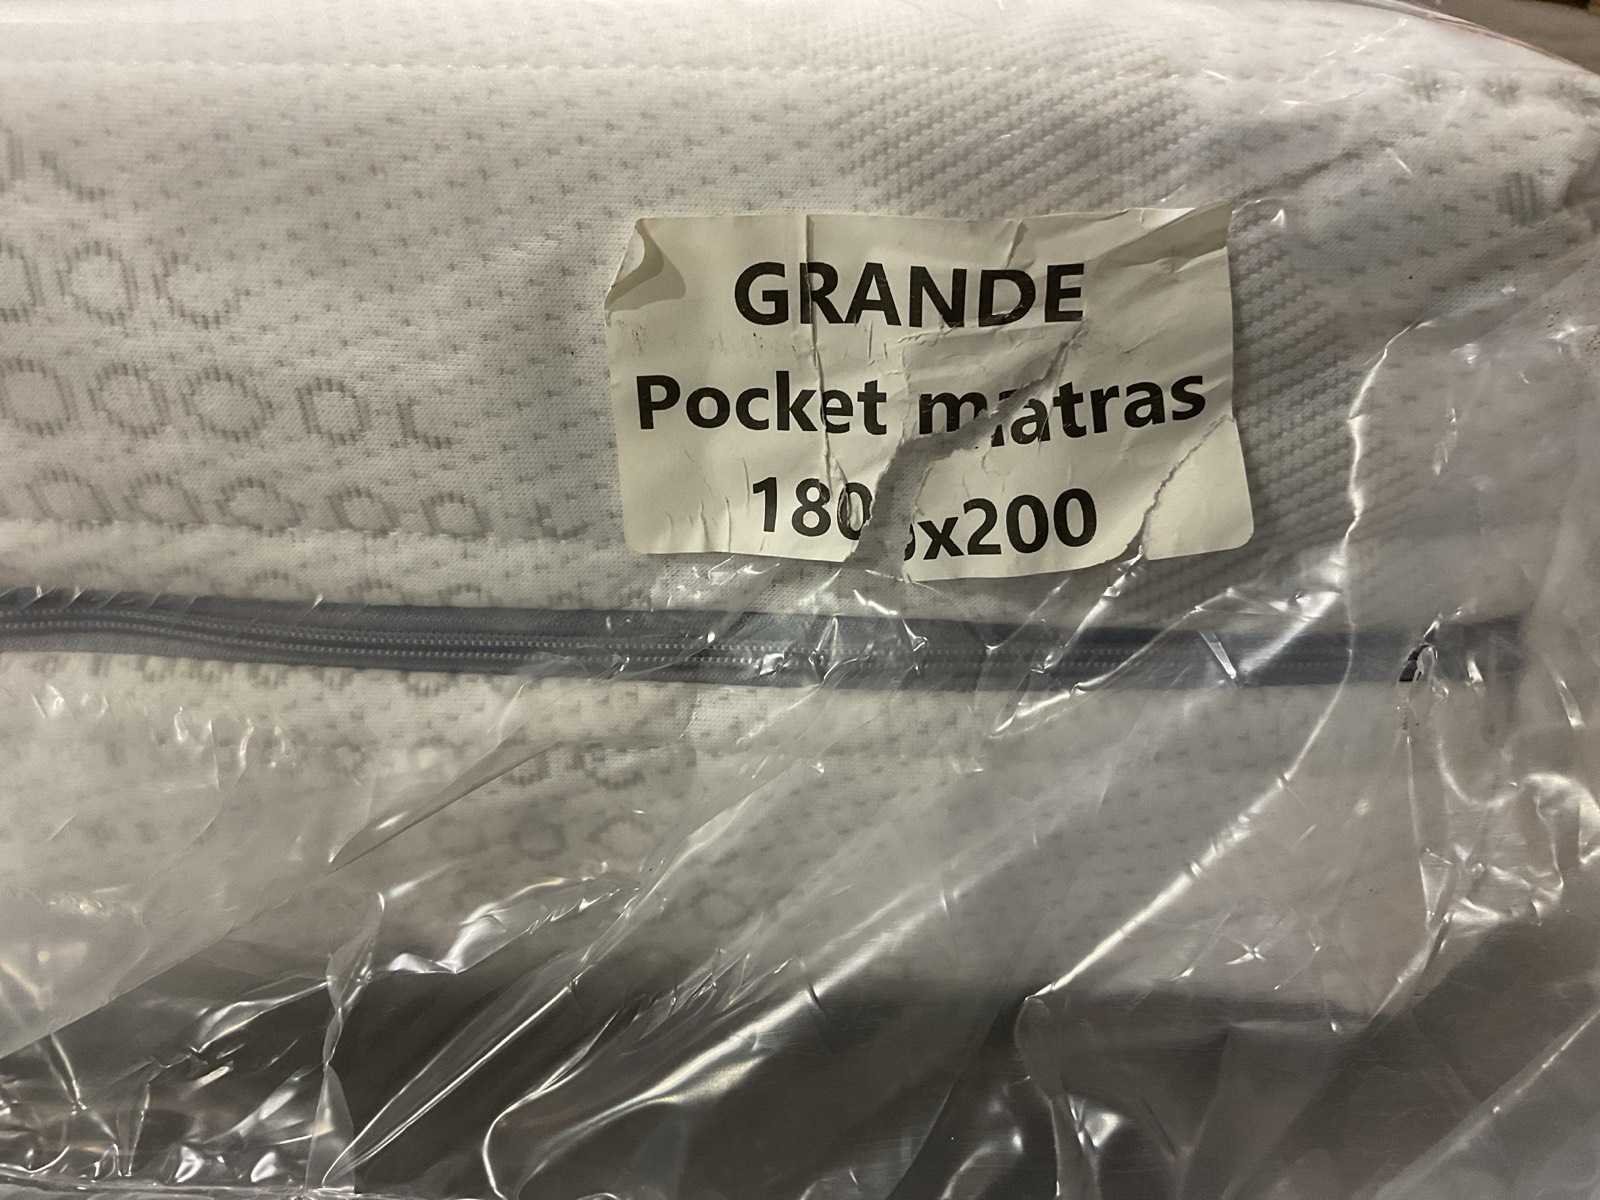 GRANDE
Pocket matras
180x200